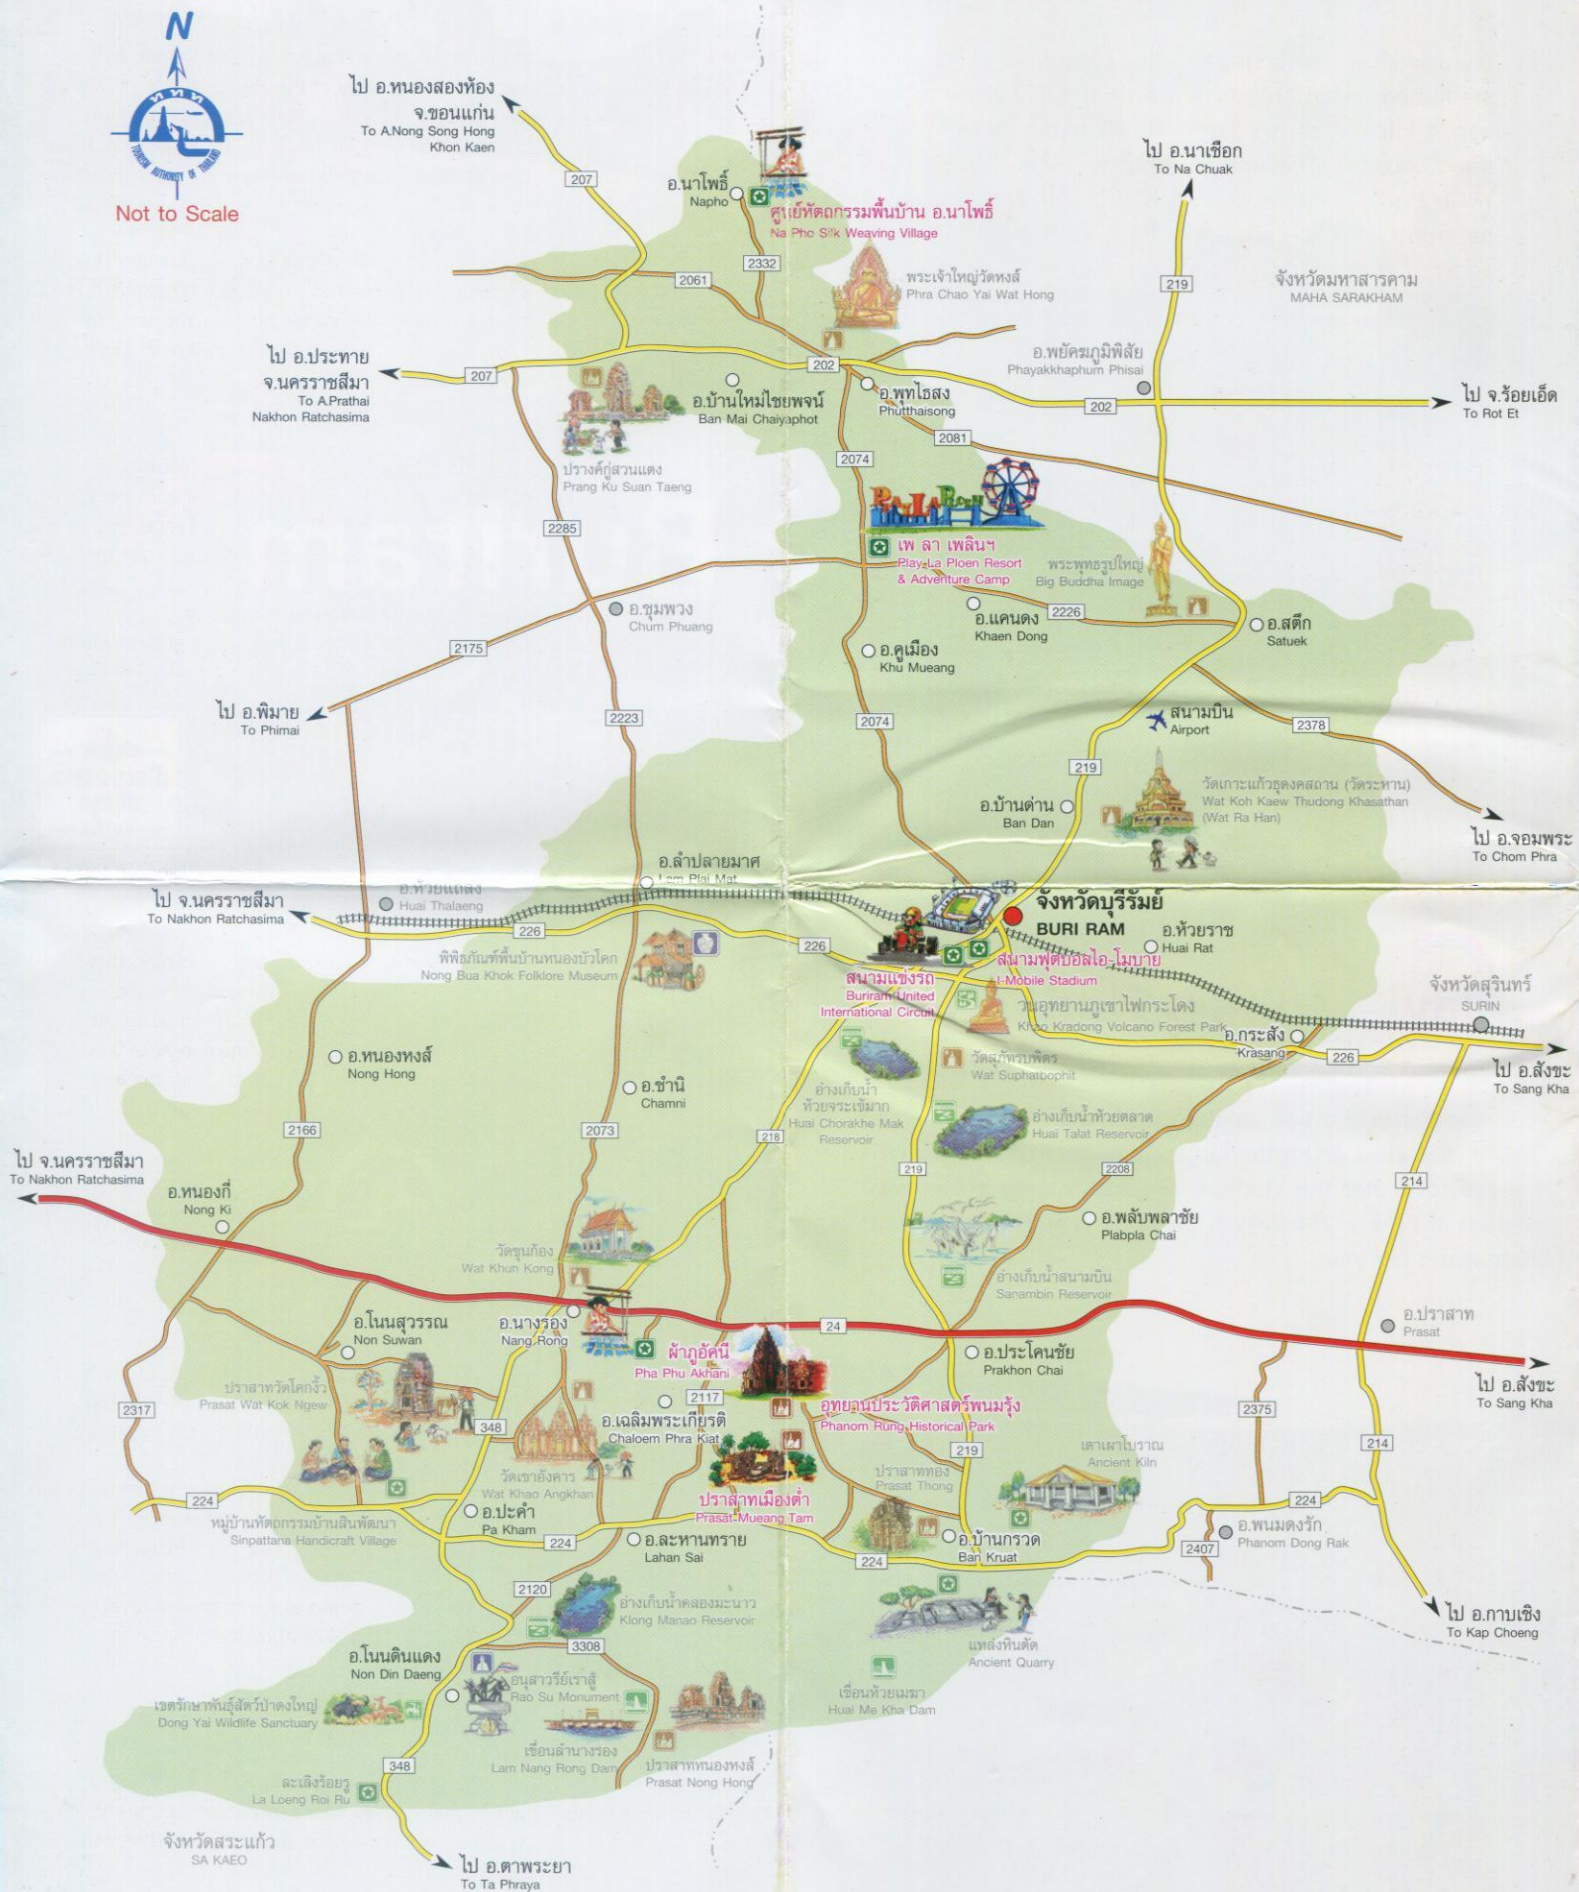 N
ททท
TOURISM AUTHORITY OF THAILAND
Not to Scale
ไป อ.หนองสองห้อง
จ.ขอนแก่น
To A.Nong Song Hong
Khon Kaen
207
อ.นาโพธิ์
Napho
ศูนย์หัตถกรรมพื้นบ้าน อ.นาโพธิ์
Na Pho Silk Weaving Village
ไป อ.นาเชือก
To Na Chuak
2061
2332
พระเจ้าใหญ่วัดหงส์
Phra Chao Yai Wat Hong
219
จังหวัดมหาสารคาม
MAHA SARAKHAM
ไป อ.ประทาย
จ.นครราชสีมา
To A.Prathai
Nakhon Ratchasima
207
202
อ.บ้านใหม่ไชยพจน์
Ban Mai Chaiyaphot
อ.พุทไธสง
Phutthaisong
อ.พยัคฆภูมิพิสัย
Phayakkhaphum Phisai
202
ไป จ.ร้อยเอ็ด
To Rot Et
2081
2074
ปรางค์กู่สวนแตง
Prang Ku Suan Taeng
2285
PLAY LA PLOEN
เพ ลา เพลินฯ
Play La Ploen Resort
& Adventure Camp
พระพุทธรูปใหญ่
Big Buddha Image
อ.ชุมพวง
Chum Phuang
2175
อ.แคนดง
Khaen Dong
2226
อ.สตึก
Satuek
อ.คูเมือง
Khu Mueang
ไป อ.พิมาย
To Phimai
2223
2074
สนามบิน
Airport
2378
219
วัดเกาะแก้วธุดงคสถาน (วัดระหาน)
Wat Koh Kaew Thudong Khasathan
(Wat Ra Han)
อ.บ้านด่าน
Ban Dan
ไป อ.จอมพระ
To Chom Phra
อ.ลำปลายมาศ
Lam Plai Mat
ไป จ.นครราชสีมา
To Nakhon Ratchasima
อ.ห้วยแถลง
Huai Thalaeng
226
226
จังหวัดบุรีรัมย์
BURI RAM
อ.ห้วยราช
Huai Rat
พิพิธภัณฑ์พื้นบ้านหนองบัวโคก
Nong Bua Khok Folklore Museum
สนามแข่งรถ
Buriram United
International Circuit
สนามฟุตบอลไอ-โมบาย
I-Mobile Stadium
วนอุทยานภูเขาไฟกระโดง
Khao Kradong Volcano Forest Park
จังหวัดสุรินทร์
SURIN
อ.กระสัง
Krasang
226
ไป อ.สังขะ
To Sang Kha
อ.หนองหงส์
Nong Hong
อ.ชำนิ
Chamni
วัดสุภัทรบพิตร
Wat Suphatbophit
อ่างเก็บน้ำ
ห้วยจระเข้มาก
Huai Chorakhe Mak
Reservoir
อ่างเก็บน้ำห้วยตลาด
Huai Talat Reservoir
2166
2073
218
219
2208
214
ไป จ.นครราชสีมา
To Nakhon Ratchasima
อ.หนองกี่
Nong Ki
อ.พลับพลาชัย
Plabpla Chai
วัดขุนก้อง
Wat Khun Kong
อ่างเก็บน้ำสนามบิน
Sanambin Reservoir
อ.โนนสุวรรณ
Non Suwan
อ.นางรอง
Nang Rong
24
อ.ปราสาท
Prasat
ผ้าภูอัคนี
Pha Phu Akhani
อ.ประโคนชัย
Prakhon Chai
ไป อ.สังขะ
To Sang Kha
ปราสาทวัดโคกงิ้ว
Prasat Wat Kok Ngew
2317
348
อ.เฉลิมพระเกียรติ
Chaloem Phra Kiat
2117
อุทยานประวัติศาสตร์พนมรุ้ง
Phanom Rung Historical Park
2375
219
214
วัดเขาอังคาร
Wat Khao Angkhan
ปราสาทเมืองต่ำ
Prasat Mueang Tam
ปราสาททอง
Prasat Thong
เตาเผาโบราณ
Ancient Kiln
224
224
หมู่บ้านหัตถกรรมบ้านสินพัฒนา
Sinpattana Handicraft Village
อ.ปะคำ
Pa Kham
224
อ.ละหานทราย
Lahan Sai
224
อ.บ้านกรวด
Ban Kruat
2407
อ.พนมดงรัก
Phanom Dong Rak
2120
อ่างเก็บน้ำคลองมะนาว
Klong Manao Reservoir
3308
แหล่งหินตัด
Ancient Quarry
ไป อ.กาบเชิง
To Kap Choeng
อ.โนนดินแดง
Non Din Daeng
อนุสาวรีย์เราสู้
Rao Su Monument
เขตรักษาพันธุ์สัตว์ป่าดงใหญ่
Dong Yai Wildlife Sanctuary
เขื่อนห้วยเมฆา
Huai Me Kha Dam
เขื่อนลำนางรอง
Lam Nang Rong Dam
ปราสาทหนองหงส์
Prasat Nong Hong
348
ละเลิงร้อยรู
La Loeng Roi Ru
จังหวัดสระแก้ว
SA KAEO
ไป อ.ตาพระยา
To Ta Phraya